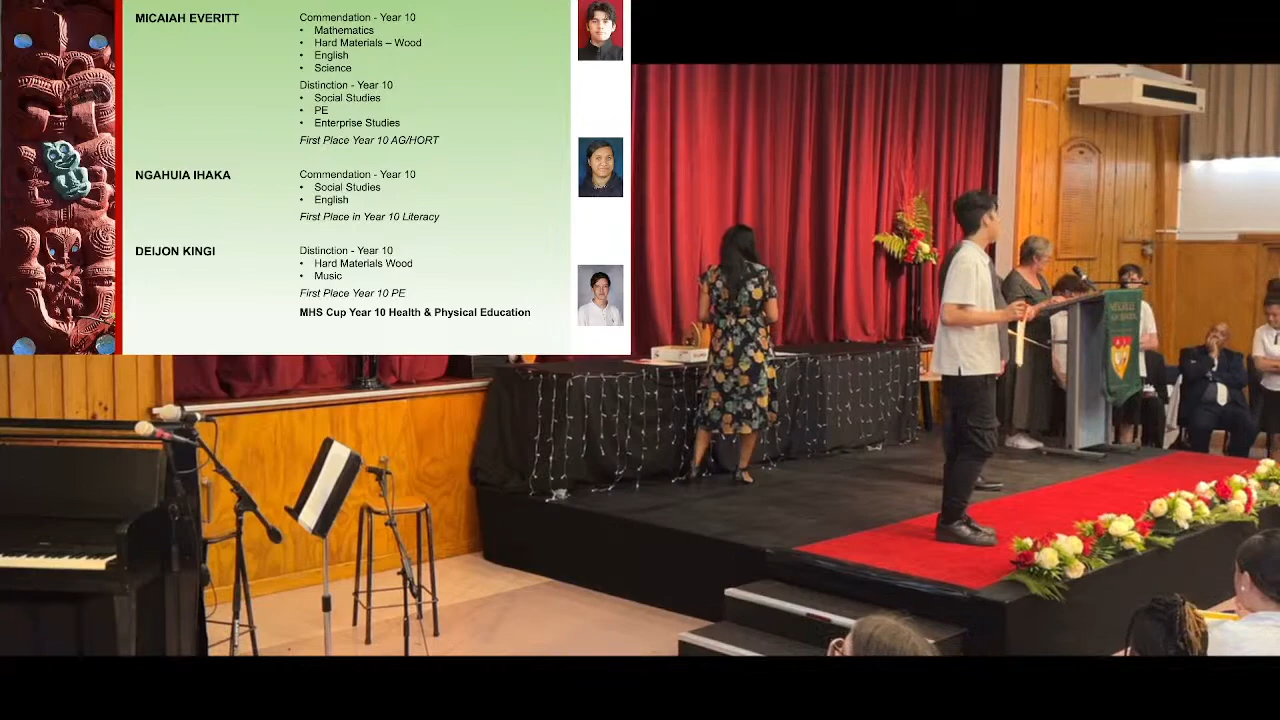 MICAIAH EVERITT
Commendation - Year 10
• Mathematics
• Hard Materials – Wood
• English
• Science
Distinction - Year 10
• Social Studies
• PE
• Enterprise Studies
First Place Year 10 AG/HORT
NGAHUIA IHAKA
Commendation - Year 10
• Social Studies
• English
First Place in Year 10 Literacy
DEIJON KINGI
Distinction - Year 10
• Hard Materials Wood
• Music
First Place Year 10 PE
MHS Cup Year 10 Health & Physical Education